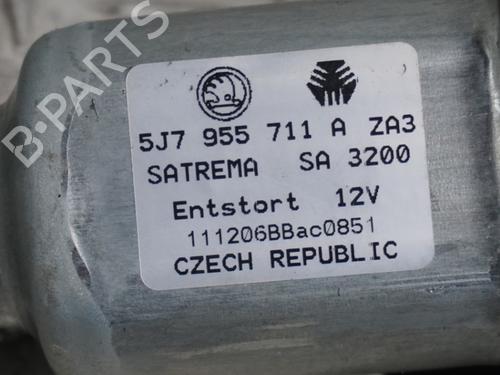 B-PARTS
5J7 955 711 A ZA3
SATREMA SA 3200
Entstort 12V
111206BBac0851
CZECH REPUBLIC